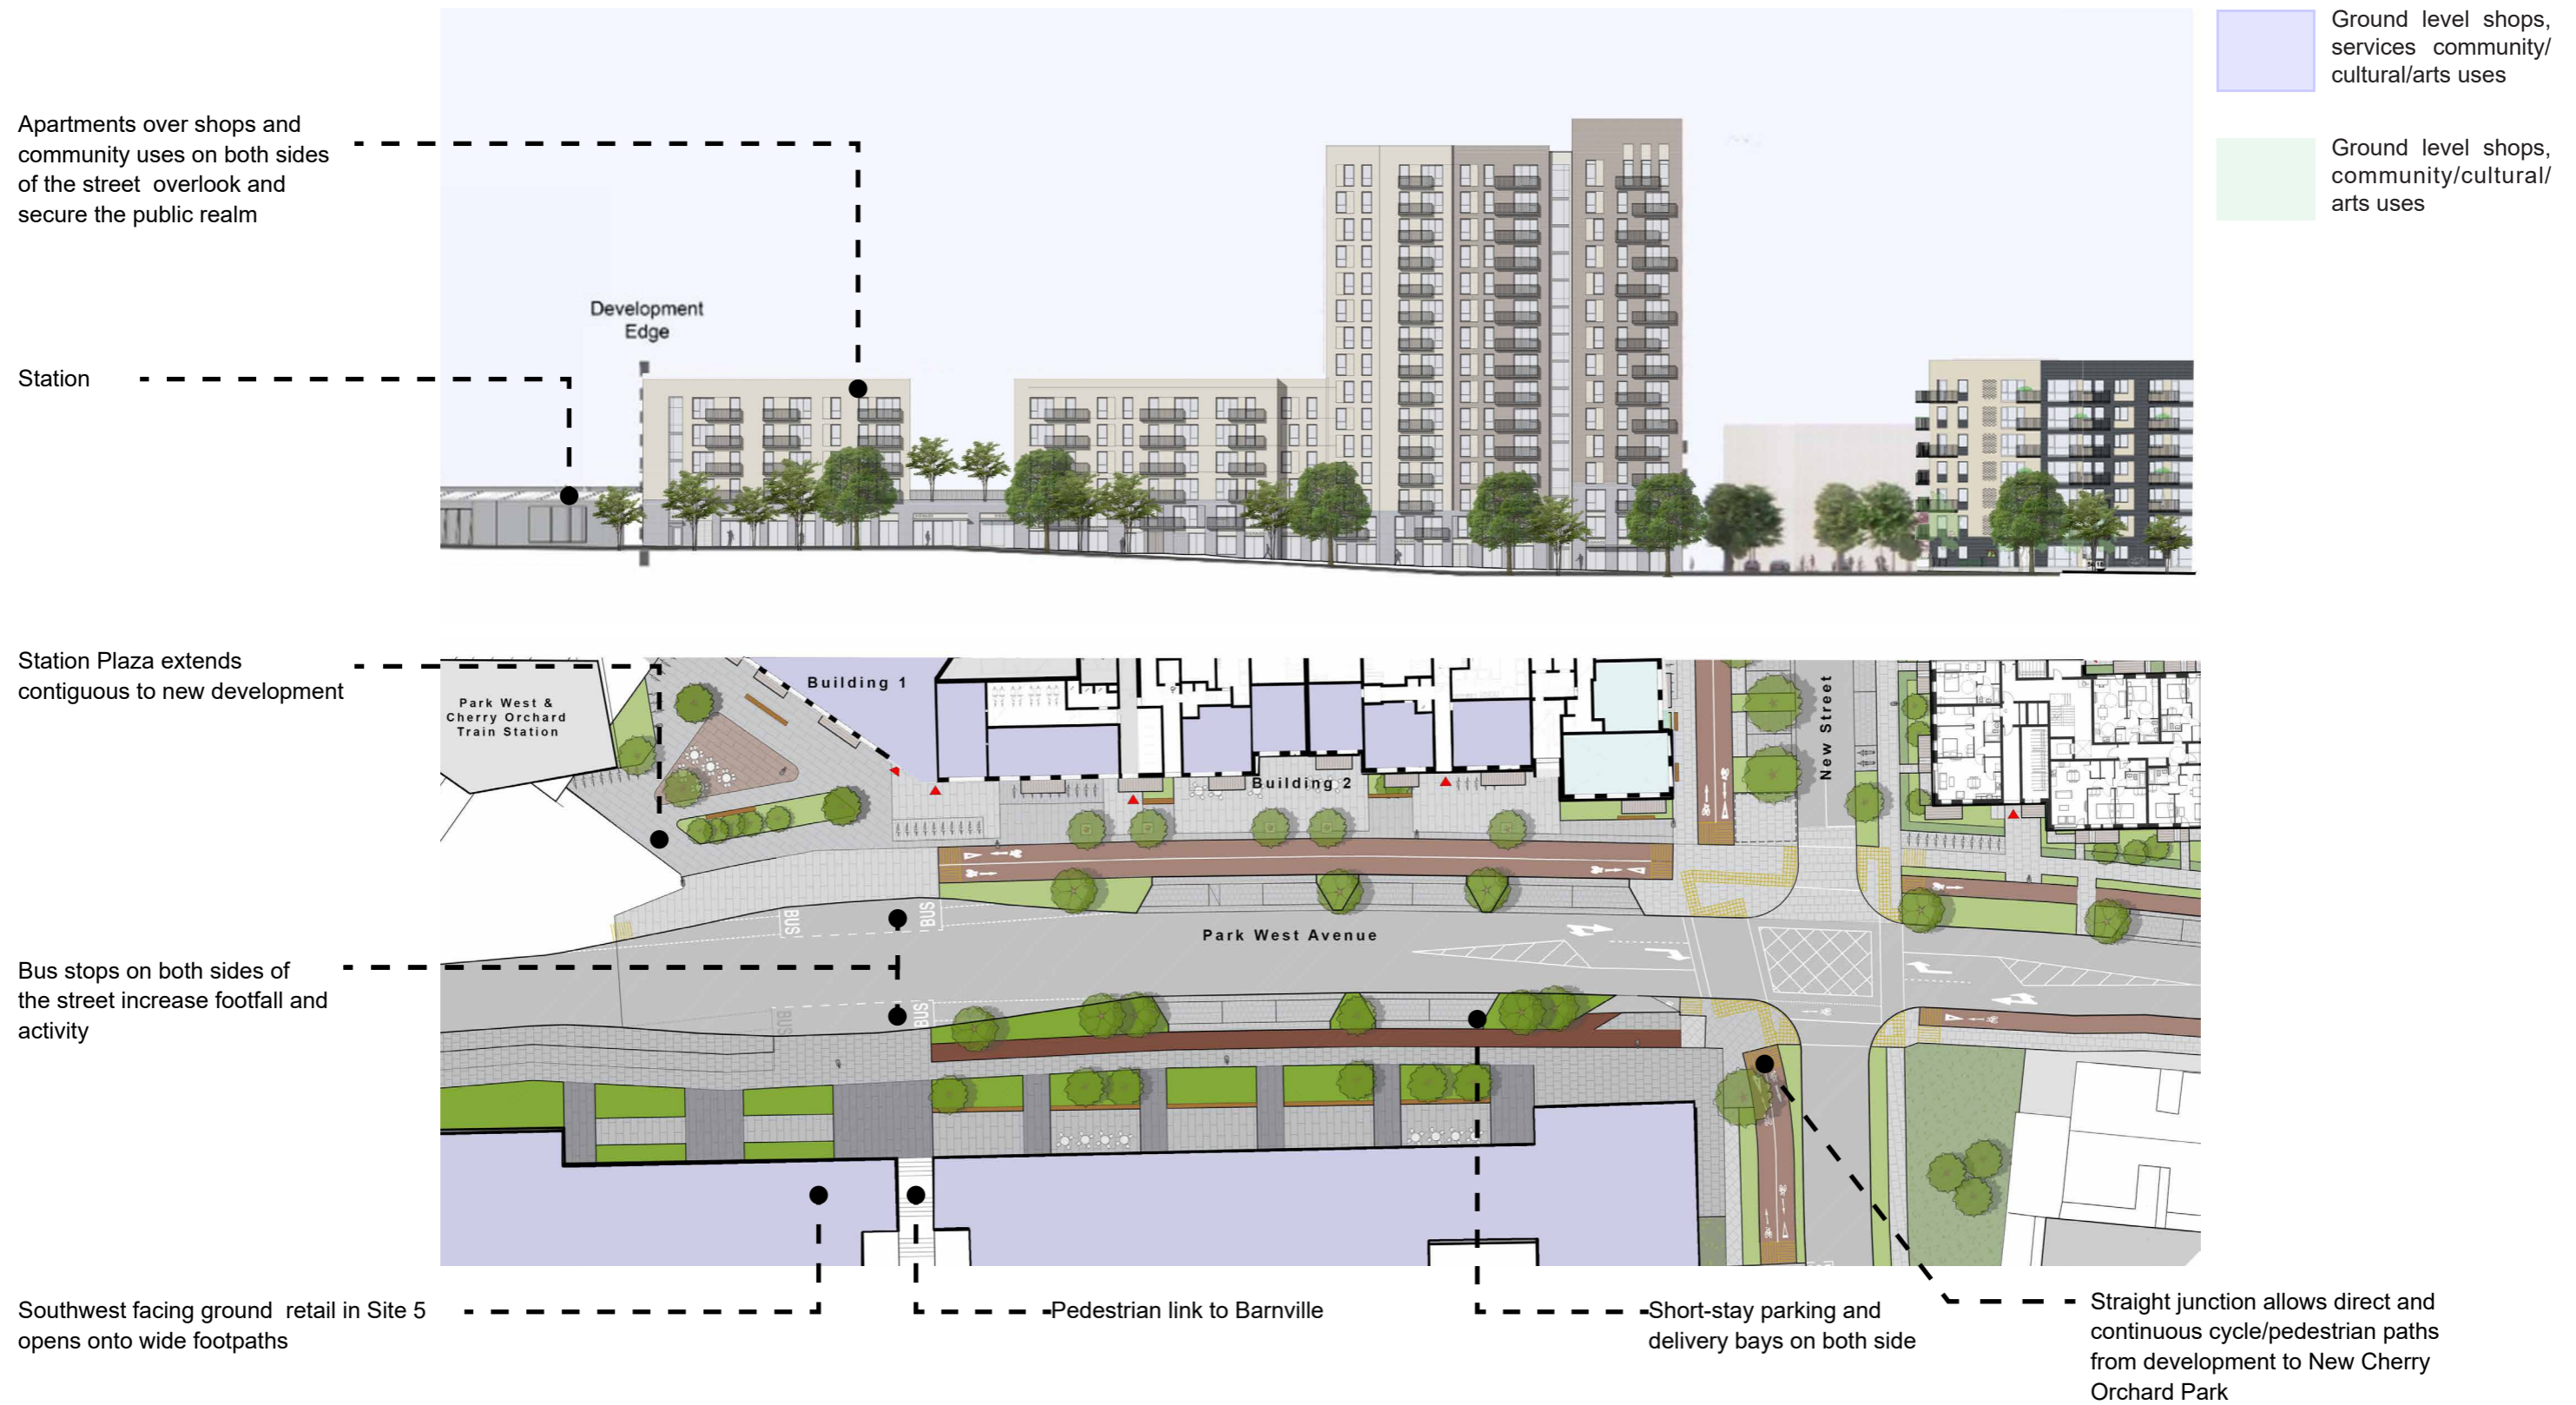 Ground level shops,
services community/
cultural/arts uses
Ground level shops,
community/cultural/
arts uses
Apartments over shops and
community uses on both sides
of the street overlook and
secure the public realm
Development
Edge
Station
Station Plaza extends
contiguous to new development
Park West &
Cherry Orchard
Train Station
Building 1
Building 2
New Street
BUS
BUS
Park West Avenue
Bus stops on both sides of
the street increase footfall and
activity
BUS
BUS
Southwest facing ground retail in Site 5
opens onto wide footpaths
Pedestrian link to Barnville
Short-stay parking and
delivery bays on both side
Straight junction allows direct and
continuous cycle/pedestrian paths
from development to New Cherry
Orchard Park